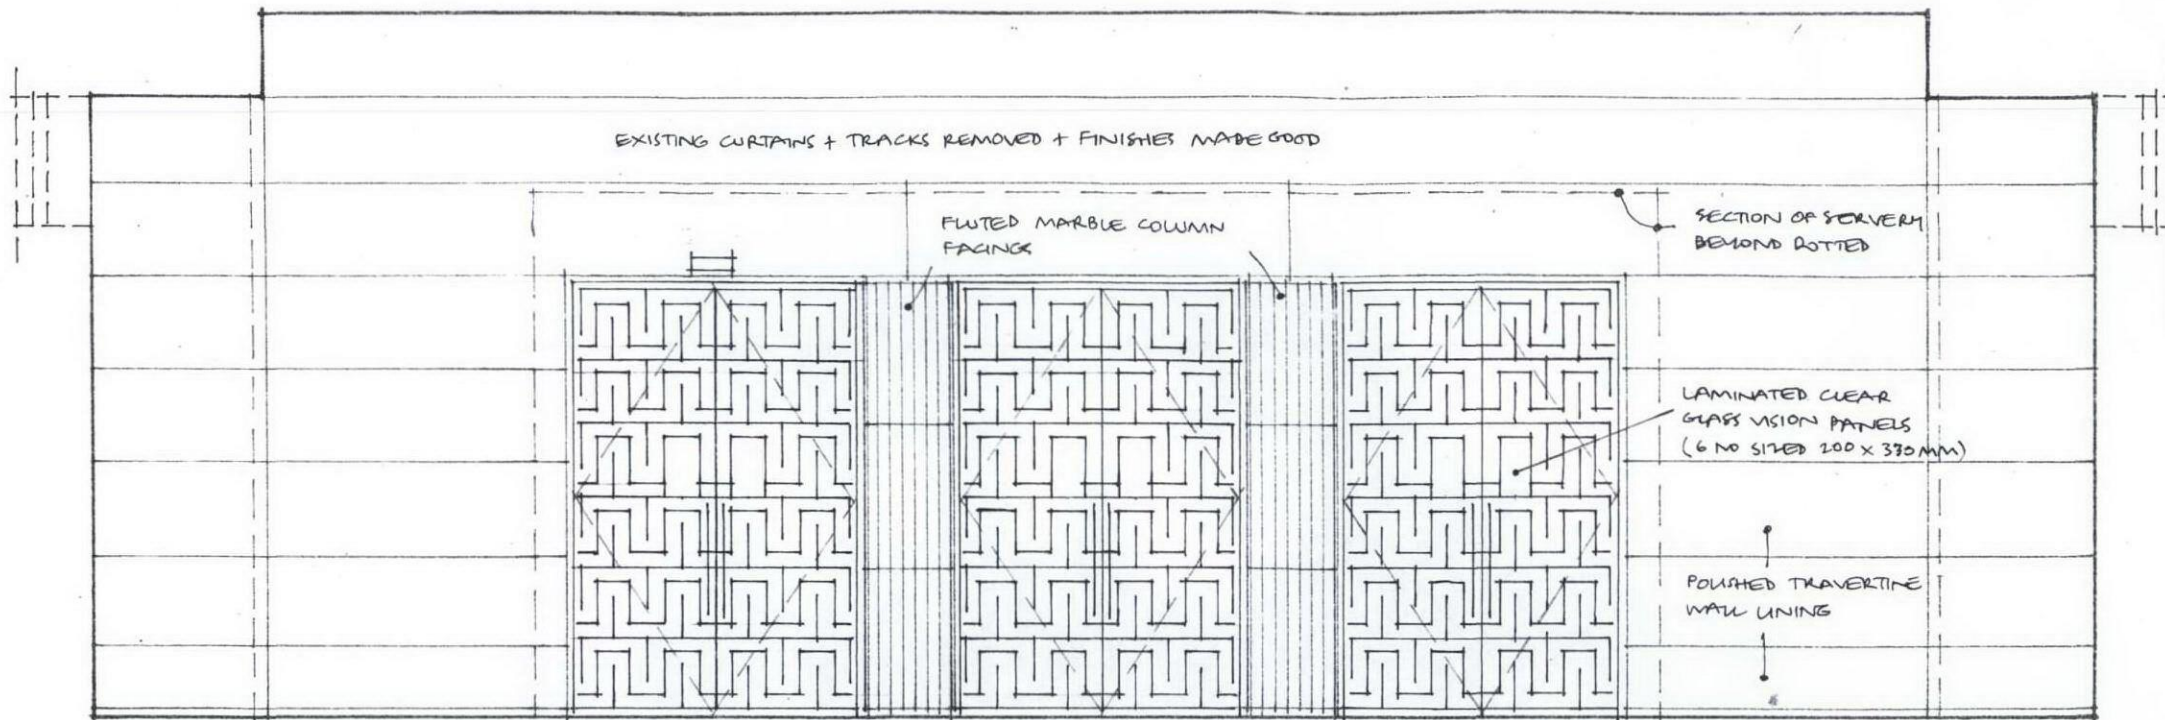 EXISTING CURTAINS + TRACKS REMOVED + FINISHES MADE GOOD
FLUTED MARBLE COLUMN
FACINGS
SECTION OF SERVERY
BEYOND DOTTED
LAMINATED CLEAR
GLASS VISION PANELS
(6 NO SIZED 200 x 330 MM)
POLISHED TRAVERTINE
WALL LINING